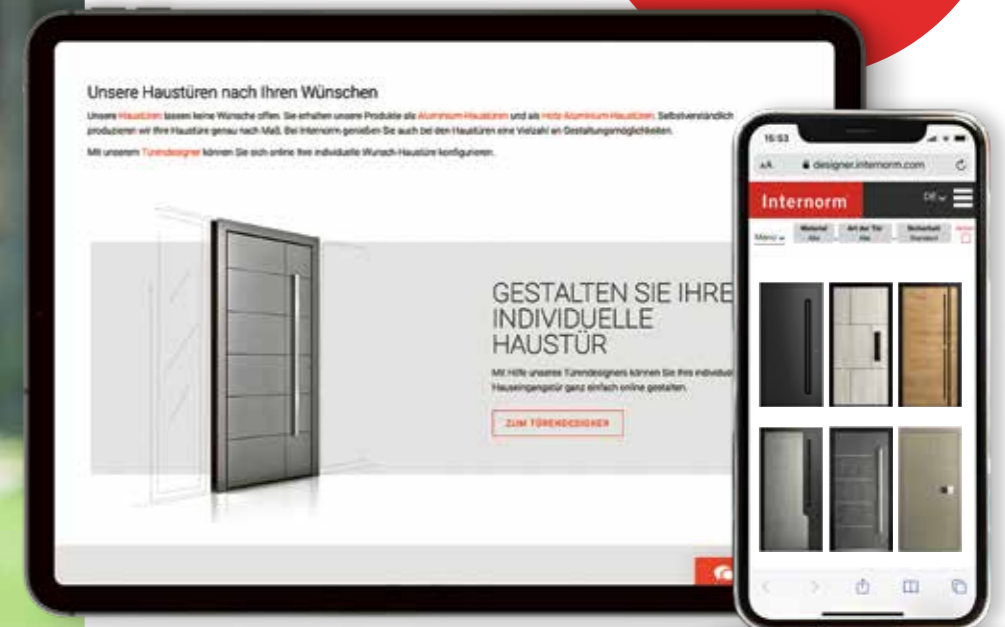 Unsere Haustüren nach Ihren Wünschen
Unsere Haustüren lassen keine Wünsche offen. Sie erhalten unsere Produkte als Aluminium-Haustüren und als Holz-Aluminium-Haustüren. Selbstverständlich
produzieren wir Ihre Haustüre genau nach Maß. Bei Internorm genießen Sie auch bei den Haustüren eine Vielzahl an Gestaltungsmöglichkeiten.
Mit unserem Türendesigner können Sie sich online Ihre individuelle Wunsch-Haustüre konfigurieren.
GESTALTEN SIE IHRE
INDIVIDUELLE
HAUSTÜR
Mit Hilfe unseres Türendesigners können Sie Ihre individuel
Hauseingangstür ganz einfach online gestalten.
ZUM TÜRENDESIGNER
16:53
AA designer.internorm.com
Internorm DE
Menü Material Art der Tür Sicherheit
Alle Alle Standard